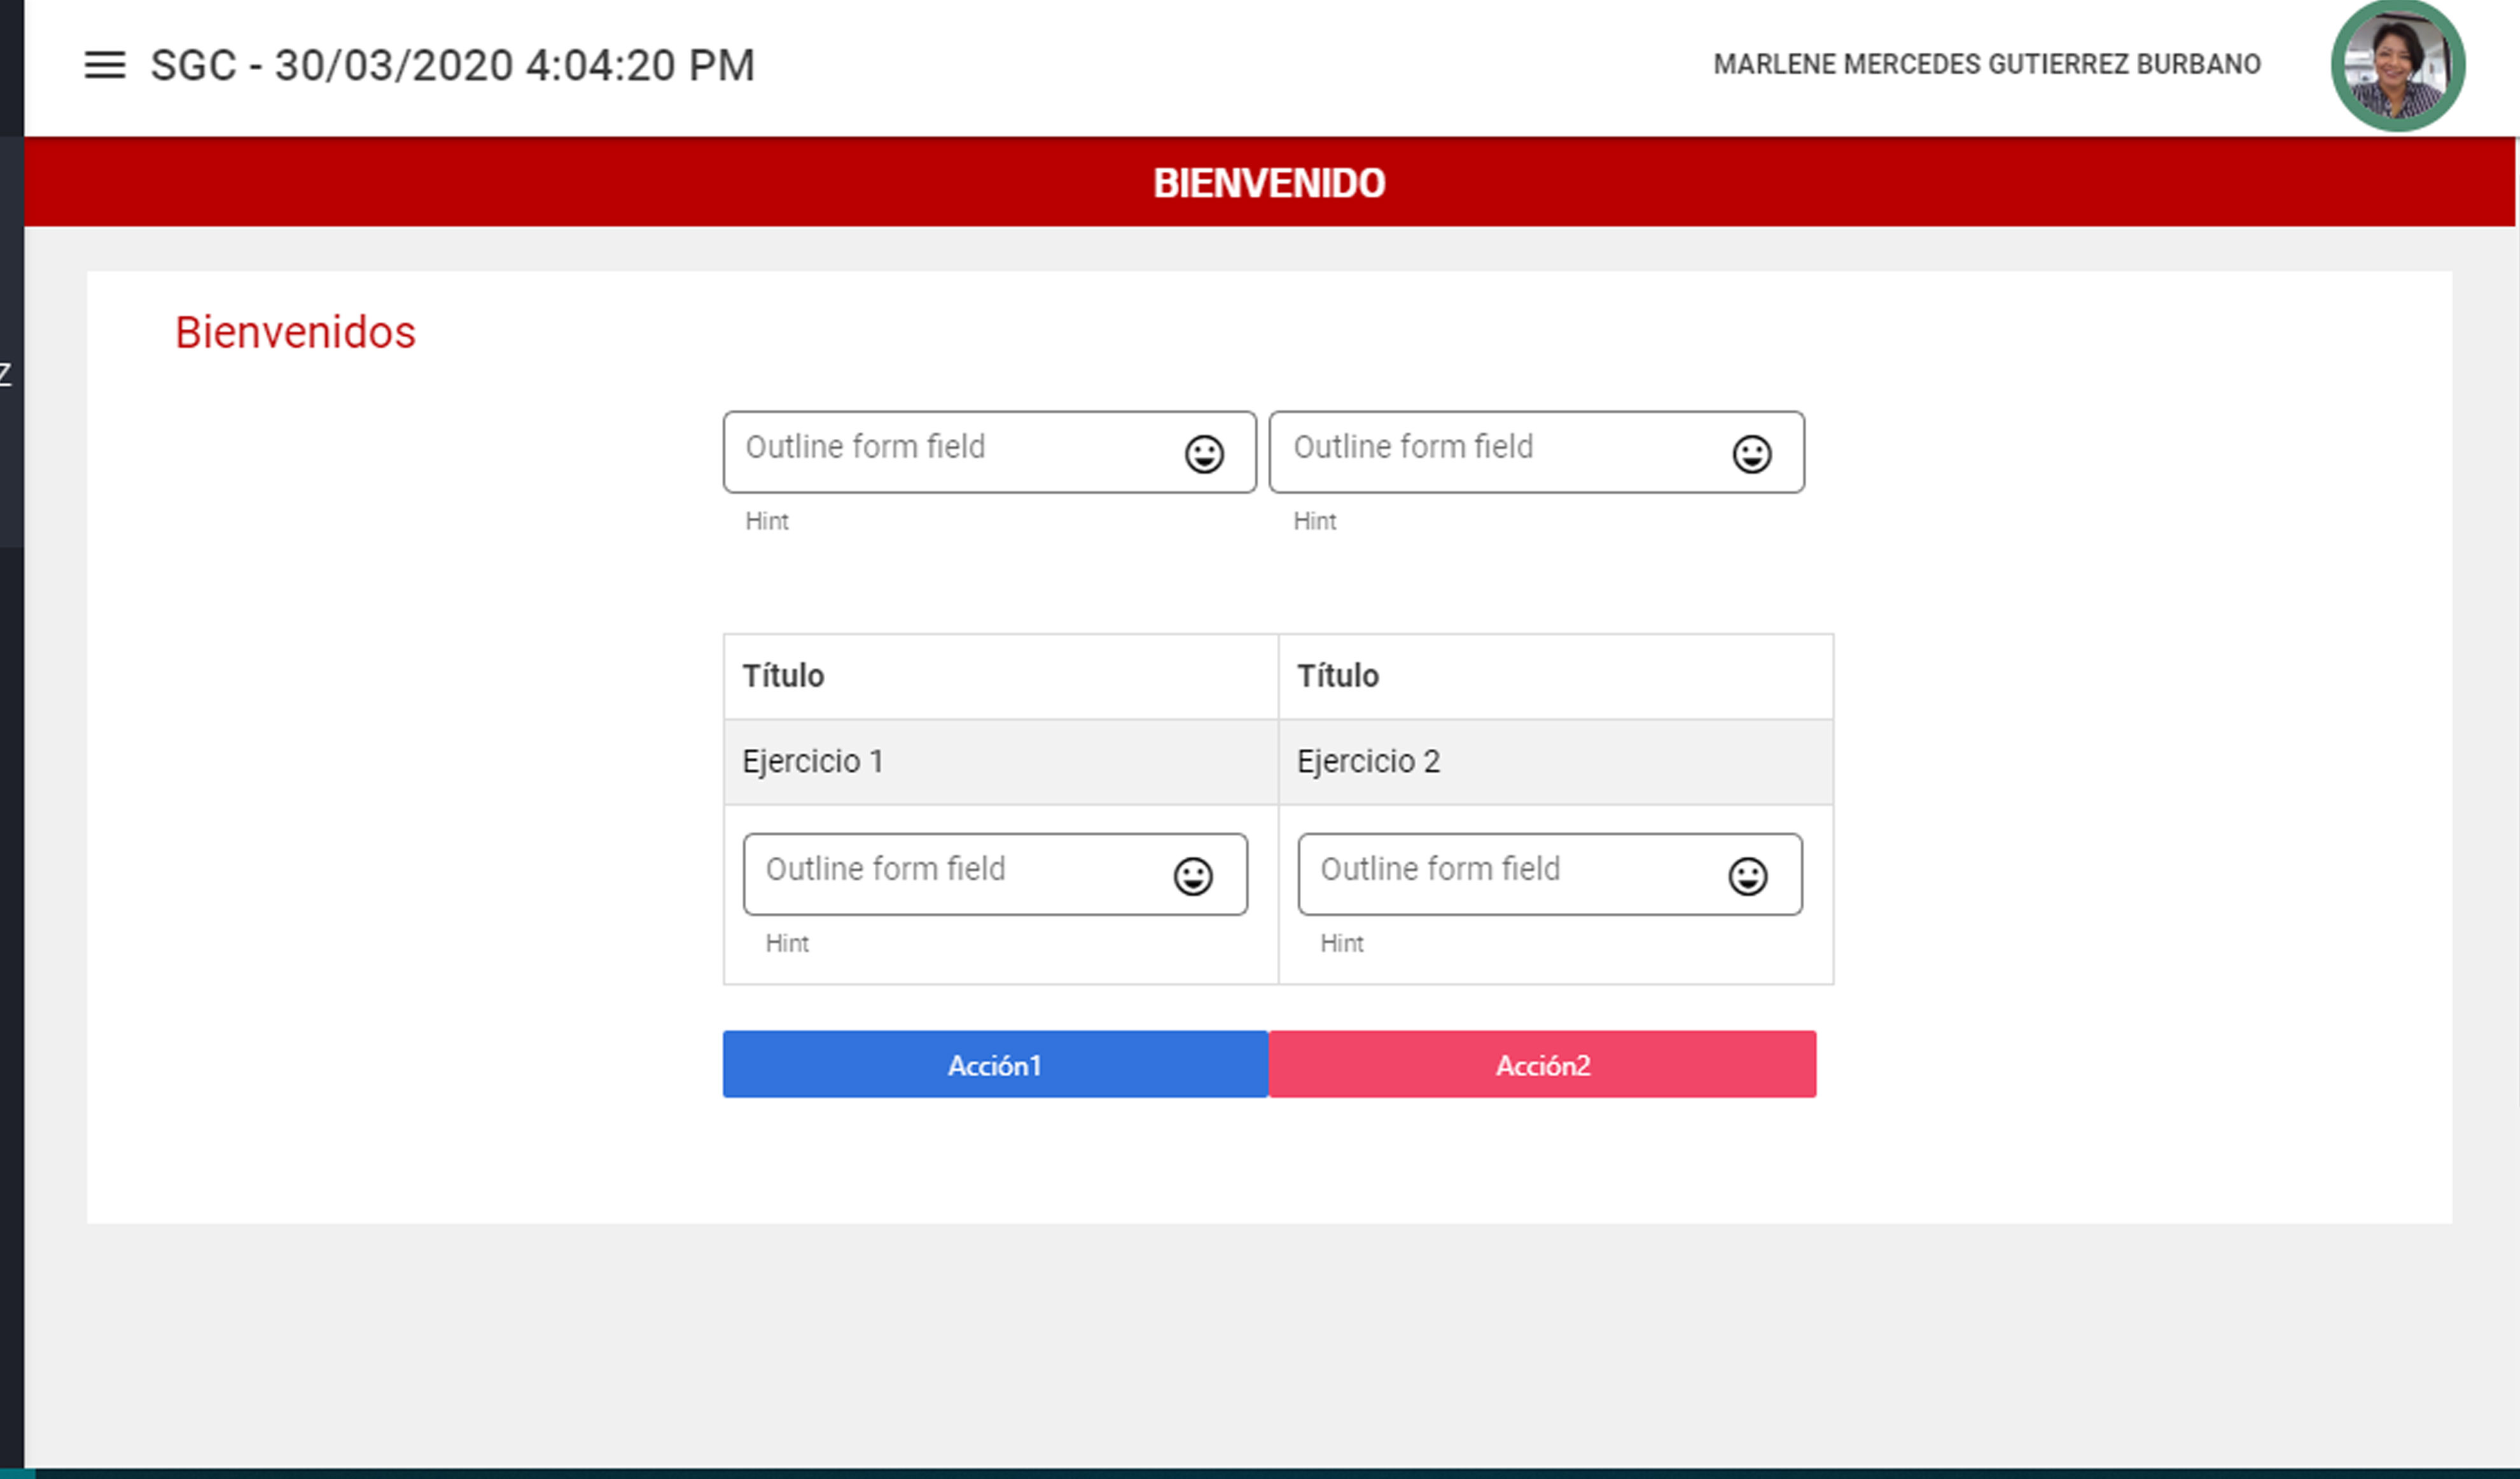 SGC - 30/03/2020 4:04:20 PM
MARLENE MERCEDES GUTIERREZ BURBANO
BIENVENIDO
Z
Bienvenidos
Outline form field
Outline form field
Hint
Hint
Título
Título
Ejercicio 1
Ejercicio 2
Outline form field
Outline form field
Hint
Hint
Acción1
Acción2